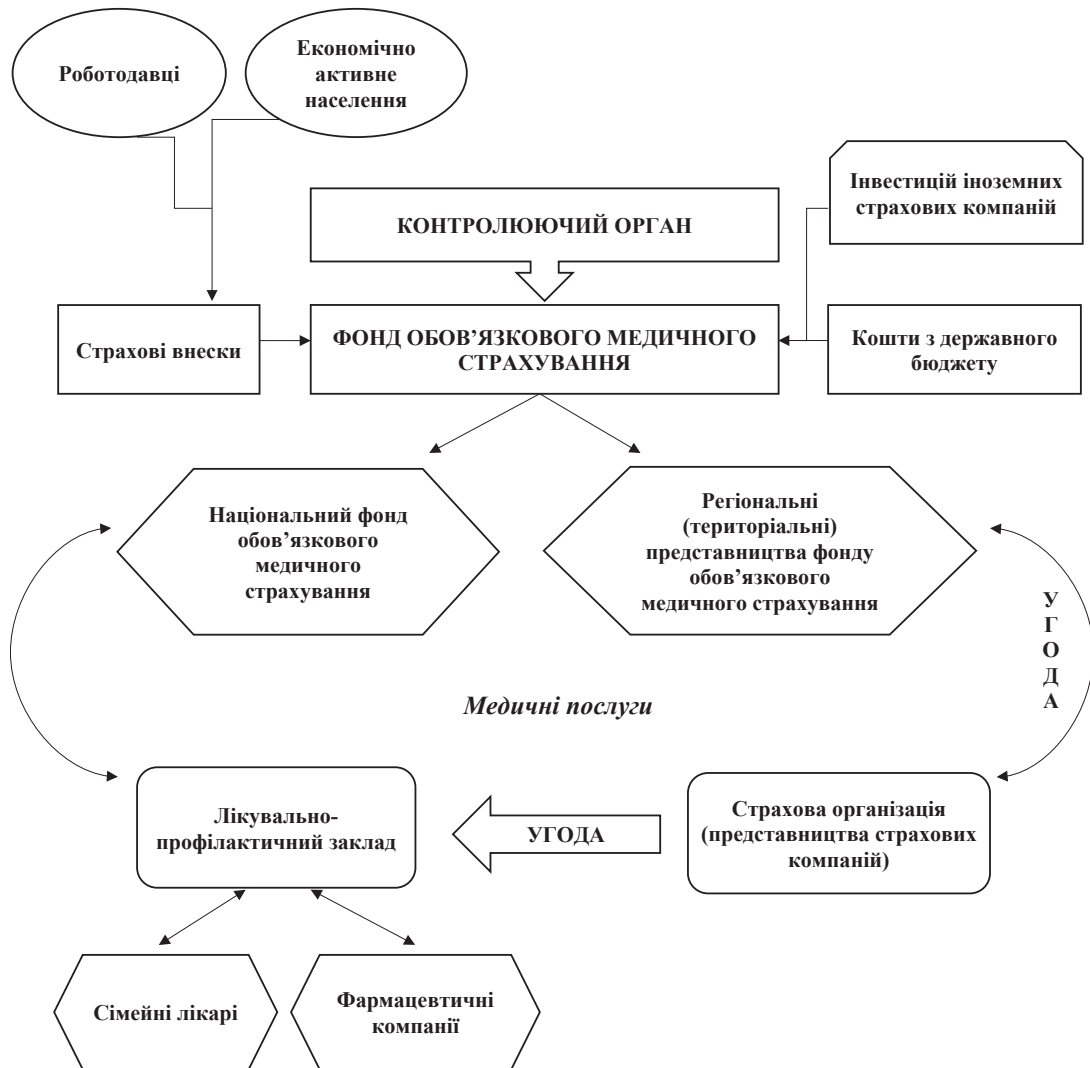 Роботодавці
Економічно
активне
населення
Інвестицій іноземних
страхових компаній
КОНТРОЛЮЮЧИЙ ОРГАН
Страхові внески
ФОНД ОБОВ’ЯЗКОВОГО МЕДИЧНОГО
СТРАХУВАННЯ
Кошти з державного
бюджету
Національний фонд
обов’язкового
медичного
страхування
Регіональні
(територіальні)
представництва фонду
обов’язкового
медичного страхування
У
Г
О
Д
А
Медичні послуги
Лікувально-
профілактичний заклад
УГОДА
Страхова організація
(представництва страхових
компаній)
Сімейні лікарі
Фармацевтичні
компанії